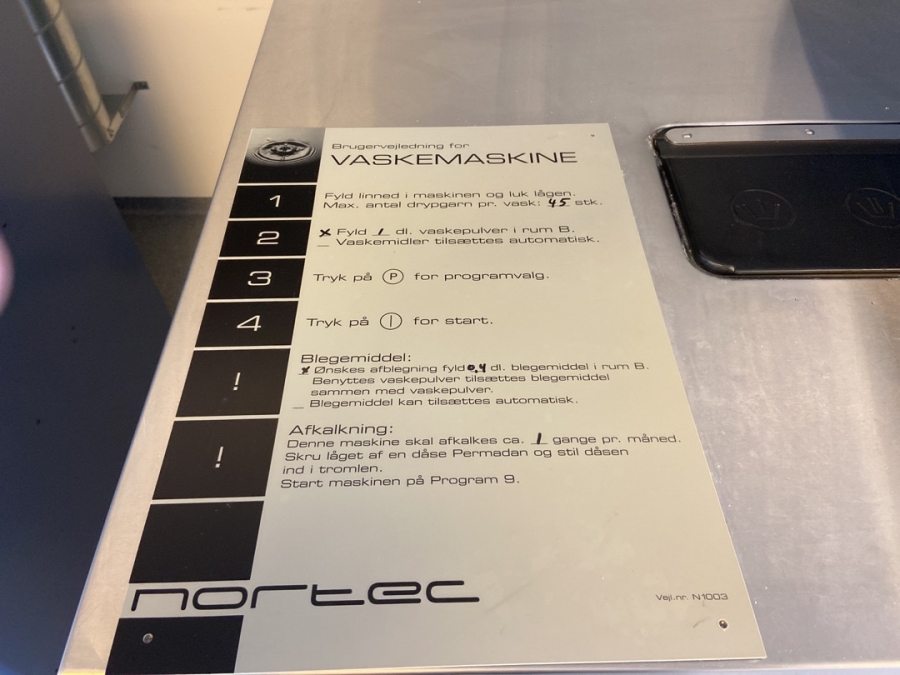 Brugervejledning for
VASKEMASKINE
1
Fyld linned i maskinen og luk lågen.
Max. antal drypgarn pr. vask: 45 stk.
2
x Fyld 1 dl. vaskepulver i rum B.
_ Vaskemidler tilsættes automatisk.
3
Tryk på P for programvalg.
4
Tryk på | for start.
!
Blegemiddel:
x Ønskes afblegning fyld 0,4 dl. blegemiddel i rum B.
Benyttes vaskepulver tilsættes blegemiddel
sammen med vaskepulver.
_ Blegemiddel kan tilsættes automatisk.
!
Afkalkning:
Denne maskine skal afkalkes ca. 1 gange pr. måned.
Skru låget af en dåse Permadan og stil dåsen
ind i tromlen.
Start maskinen på Program 9.
nortec
Vejl.nr. N1003